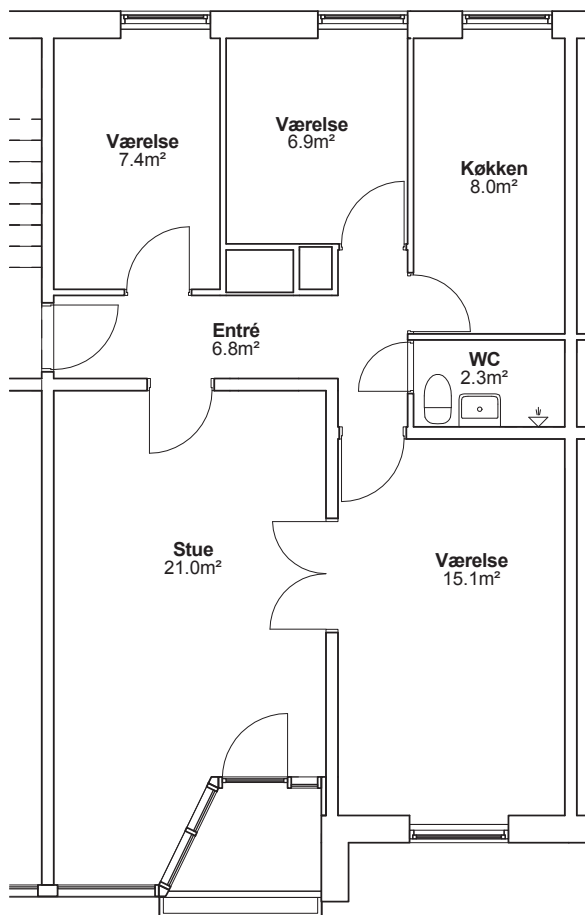 Værelse
7.4m²
Værelse
6.9m²
Køkken
8.0m²
Entré
6.8m²
WC
2.3m²
Stue
21.0m²
Værelse
15.1m²